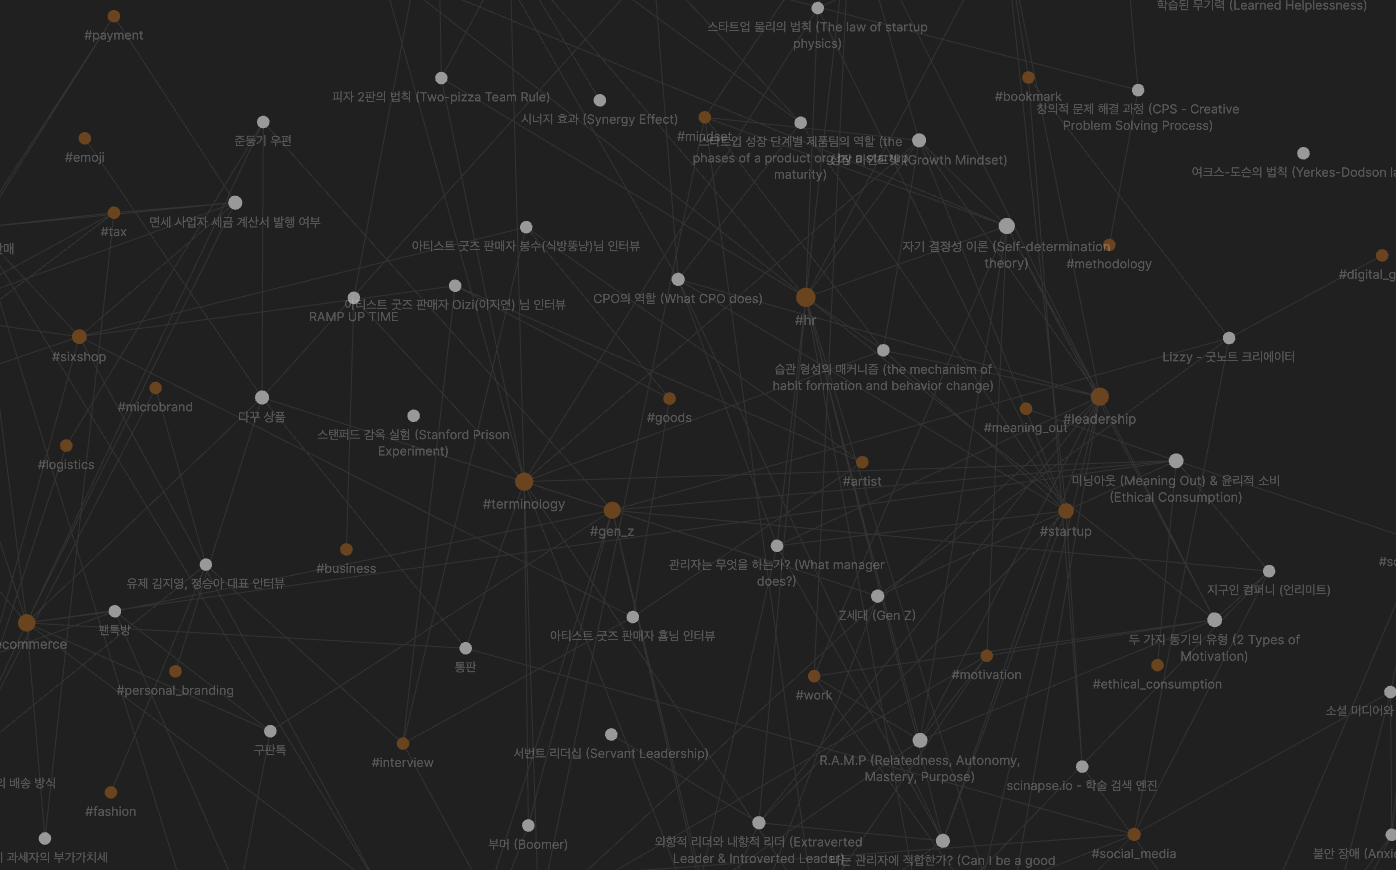 학습된 무기력 (Learned Helplessness)
#payment
스타트업 물리의 법칙 (The law of startup
physics)
피자 2판의 법칙 (Two-pizza Team Rule)
#bookmark
창의적 문제 해결 과정 (CPS - Creative
Problem Solving Process)
시너지 효과 (Synergy Effect)
#mindset
준등기 우편
스타트업 성장 단계별 제품팀의 역할 (the
phases of a product org by a startup
maturity)
성장 마인드셋 (Growth Mindset)
#emoji
여크스-도슨의 법칙 (Yerkes-Dodson la
면세 사업자 세금 계산서 발행 여부
#tax
판매
아티스트 굿즈 판매자 봉수(식빵뚱냥)님 인터뷰
자기 결정성 이론 (Self-determination
theory)
#methodology
#digital_g
CPO의 역할 (What CPO does)
아티스트 굿즈 판매자 Oizi(이지연) 님 인터뷰
RAMP UP TIME
#hr
#sixshop
Lizzy - 굿노트 크리에이터
습관 형성의 매커니즘 (the mechanism of
habit formation and behavior change)
#microbrand
다꾸 상품
#goods
#meaning_out
#leadership
스탠퍼드 감옥 실험 (Stanford Prison
Experiment)
#logistics
#artist
미닝아웃 (Meaning Out) & 윤리적 소비
(Ethical Consumption)
#terminology
#gen_z
#startup
#business
관리자는 무엇을 하는가? (What manager
does?)
#so
유제 김지영, 정승아 대표 인터뷰
지구인 컴퍼니 (언리미트)
Z세대 (Gen Z)
팬톡방
아티스트 굿즈 판매자 흠님 인터뷰
두 가지 동기의 유형 (2 Types of
Motivation)
ecommerce
통판
#motivation
#ethical_consumption
#personal_branding
#work
소셜 미디어와
구판톡
#interview
서번트 리더십 (Servant Leadership)
R.A.M.P (Relatedness, Autonomy,
Mastery, Purpose)
의 배송 방식
scinapse.io - 학술 검색 엔진
#fashion
부머 (Boomer)
외향적 리더와 내향적 리더 (Extraverted
Leader & Introverted Leader)
나는 관리자에 적합한가? (Can I be a good
#social_media
불안 장애 (Anxi
과세자의 부가가치세